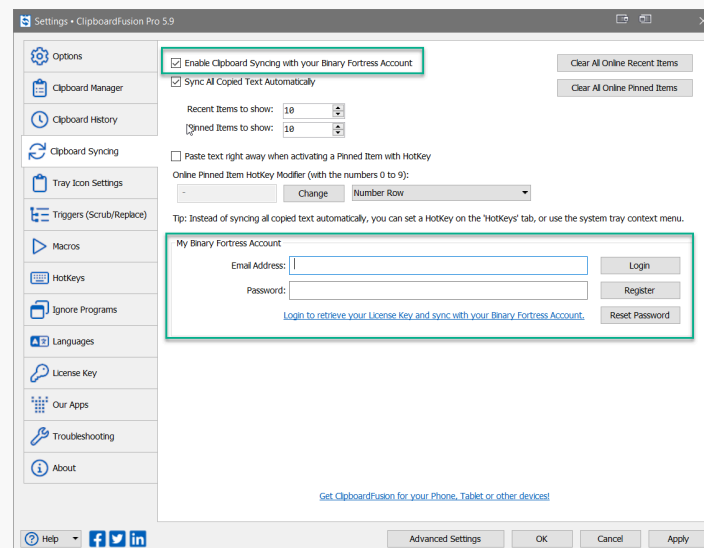 Settings • ClipboardFusion Pro 5.9
Options
Clipboard Manager
Clipboard History
Clipboard Syncing
Tray Icon Settings
Triggers (Scrub/Replace)
Macros
HotKeys
Ignore Programs
Languages
License Key
Our Apps
Troubleshooting
About
Enable Clipboard Syncing with your Binary Fortress Account
Clear All Online Recent Items
Sync All Copied Text Automatically
Clear All Online Pinned Items
Recent Items to show: 10
Pinned Items to show: 10
Paste text right away when activating a Pinned Item with HotKey
Online Pinned Item HotKey Modifier (with the numbers 0 to 9):
- Change Number Row
Tip: Instead of syncing all copied text automatically, you can set a HotKey on the 'HotKeys' tab, or use the system tray context menu.
My Binary Fortress Account
Email Address: Login
Password: Register
Login to retrieve your License Key and sync with your Binary Fortress Account. Reset Password
Get ClipboardFusion for your Phone, Tablet or other devices!
Help Advanced Settings OK Cancel Apply